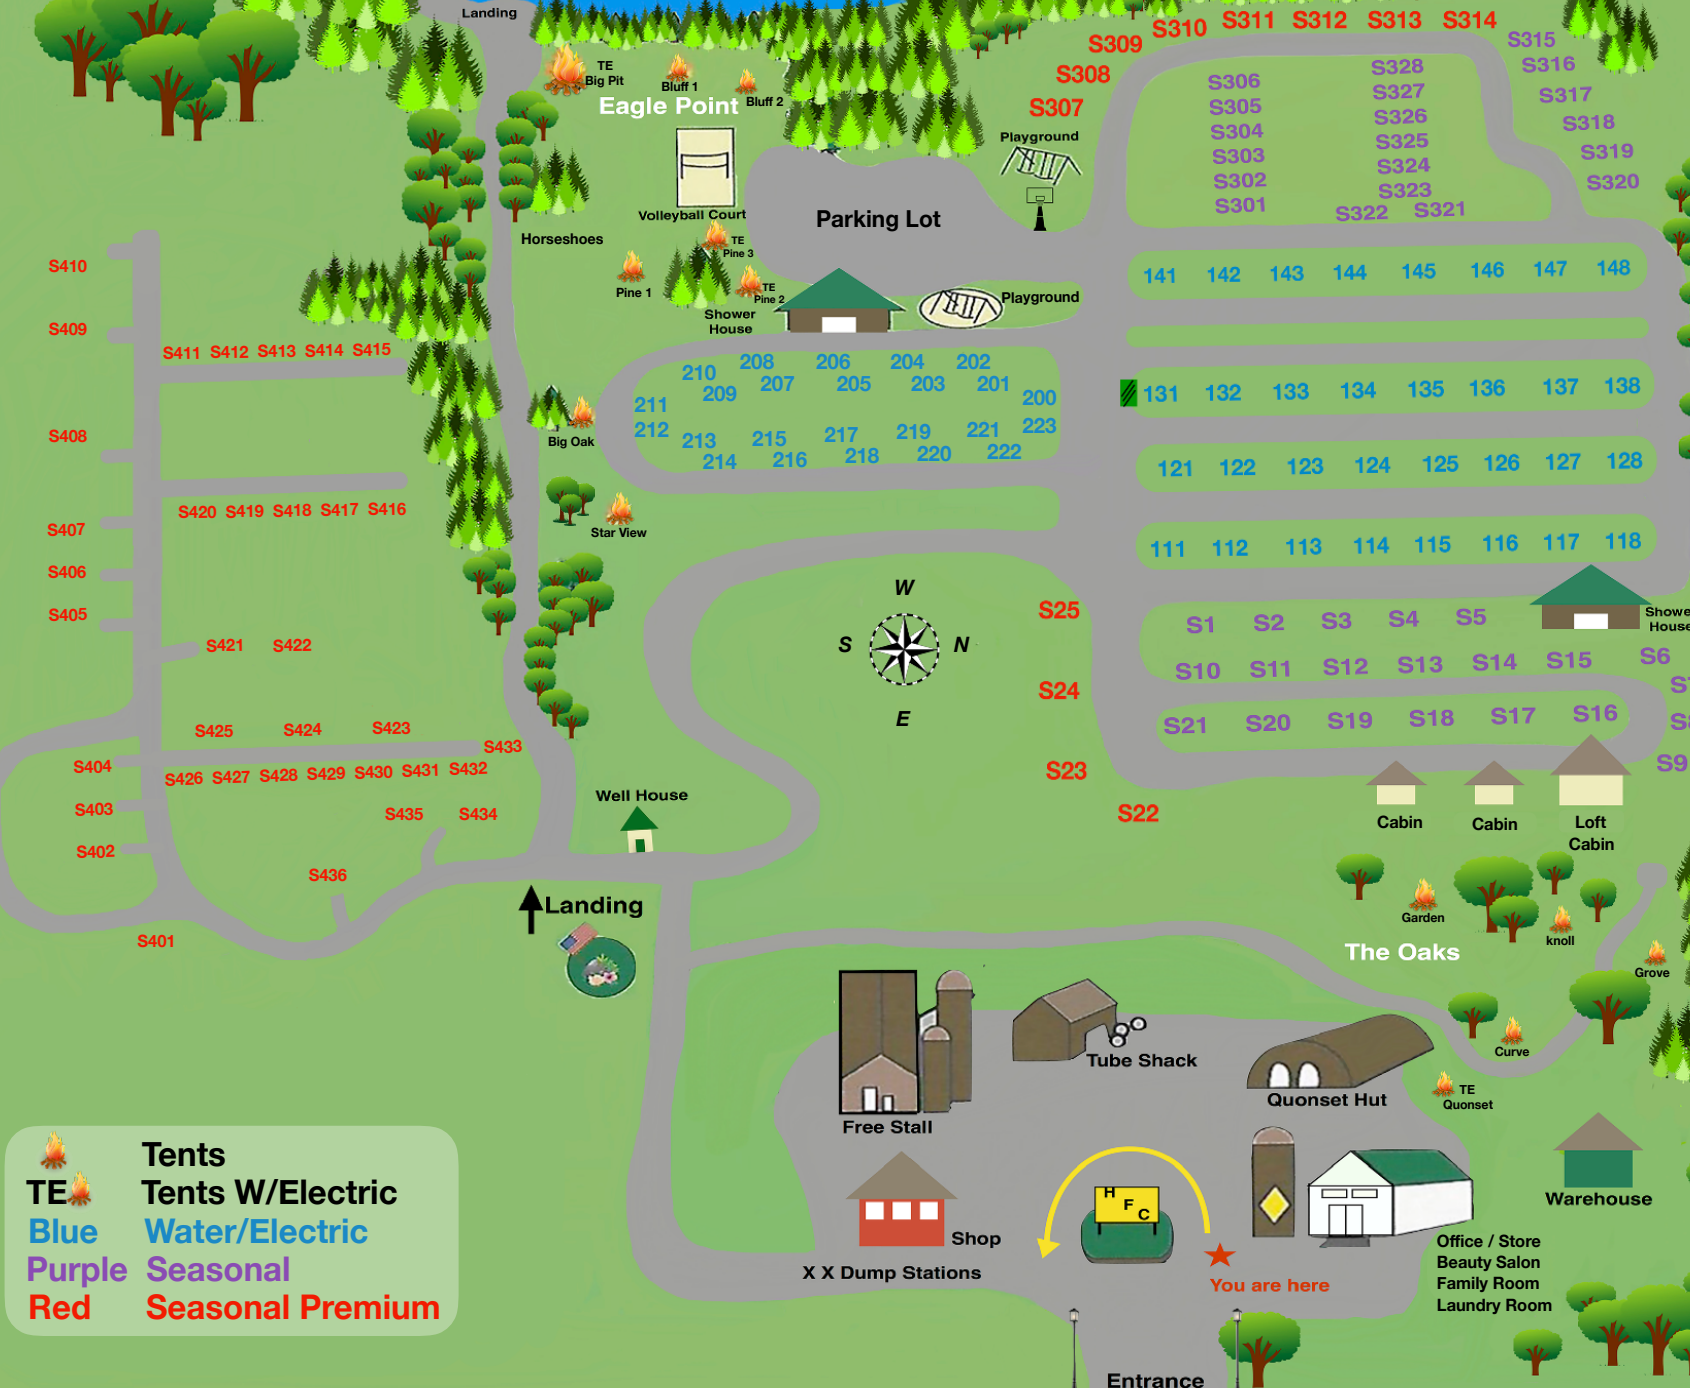 Landing
TE
Big Pit
Bluff 1
Bluff 2
Eagle Point
Volleyball Court
Horseshoes
TE
Pine 3
Pine 1
TE
Pine 2
Shower
House
Parking Lot
Playground
Playground
S307
S308
S309
S310
S311
S312
S313
S314
S315
S316
S317
S318
S319
S320
S306
S305
S304
S303
S302
S301
S328
S327
S326
S325
S324
S323
S322 S321
141 142 143 144 145 146 147 148
131 132 133 134 135 136 137 138
121 122 123 124 125 126 127 128
111 112 113 114 115 116 117 118
210 208 206 204 202
209 207 205 203 201
211 200
212 223
213 215 217 219 221
214 216 218 220 222
Big Oak
Star View
S410
S409
S411 S412 S413 S414 S415
S408
S420 S419 S418 S417 S416
S407
S406
S405
S421 S422
S425 S424 S423
S433
S404
S426 S427 S428 S429 S430 S431 S432
S403
S435 S434
S402
S436
S401
W
S N
E
S25
S24
S23
S22
S1 S2 S3 S4 S5
Shower
House
S10 S11 S12 S13 S14 S15 S6
S21 S20 S19 S18 S17 S16
S9
Cabin
Cabin
Loft
Cabin
Well House
Landing
Garden
knoll
The Oaks
Grove
Curve
TE
Quonset
Free Stall
Tube Shack
Quonset Hut
Warehouse
Shop
H
F
C
X X Dump Stations
You are here
Office / Store
Beauty Salon
Family Room
Laundry Room
Entrance
Tents
TE Tents W/Electric
Blue Water/Electric
Purple Seasonal
Red Seasonal Premium